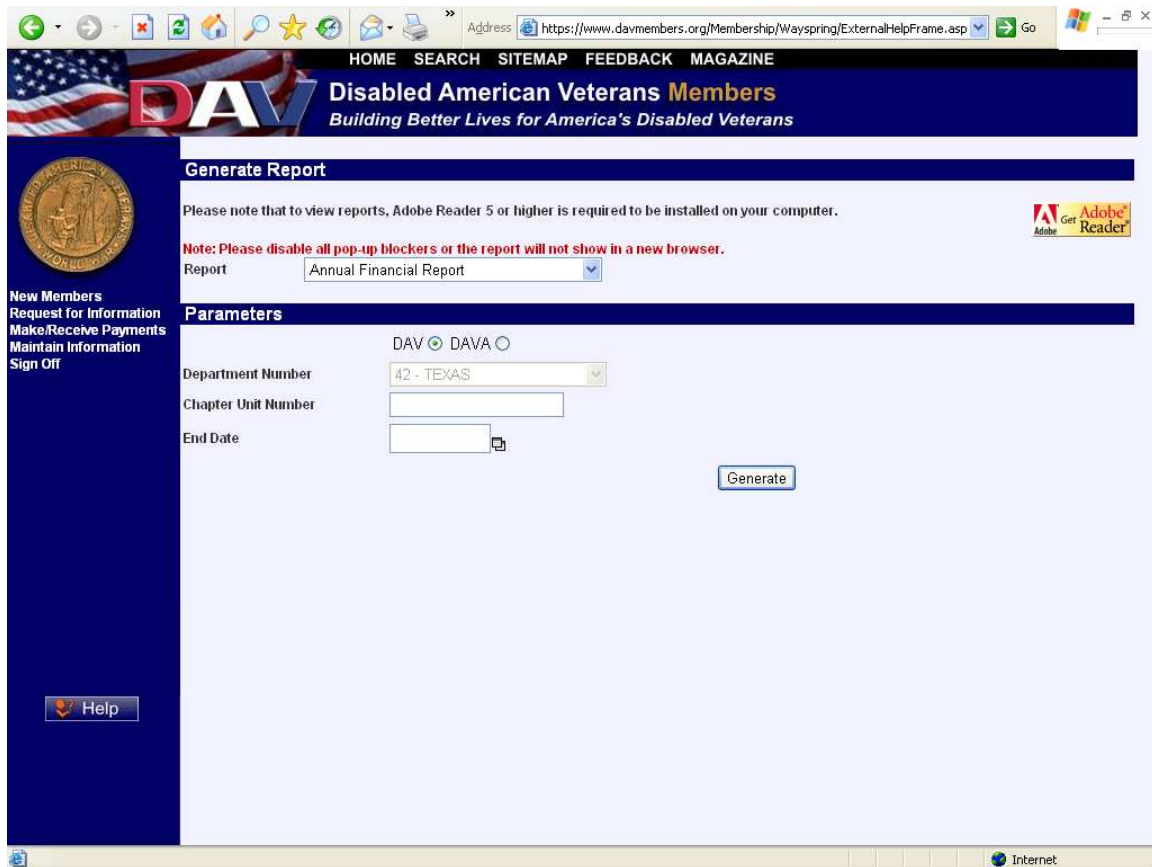 »
Address https://www.davmembers.org/Membership/Wayspring/ExternalHelpFrame.asp Go
HOME SEARCH SITEMAP FEEDBACK MAGAZINE
DAV
Disabled American Veterans Members
Building Better Lives for America's Disabled Veterans
DISABLED AMERICAN VETERANS
WORLD WAR
New Members
Request for Information
Make/Receive Payments
Maintain Information
Sign Off
Help
Generate Report
Please note that to view reports, Adobe Reader 5 or higher is required to be installed on your computer.
Adobe Get Adobe® Reader®
Note: Please disable all pop-up blockers or the report will not show in a new browser.
Report Annual Financial Report
Parameters
DAV DAVA
Department Number 42 - TEXAS
Chapter Unit Number
End Date
Generate
Internet